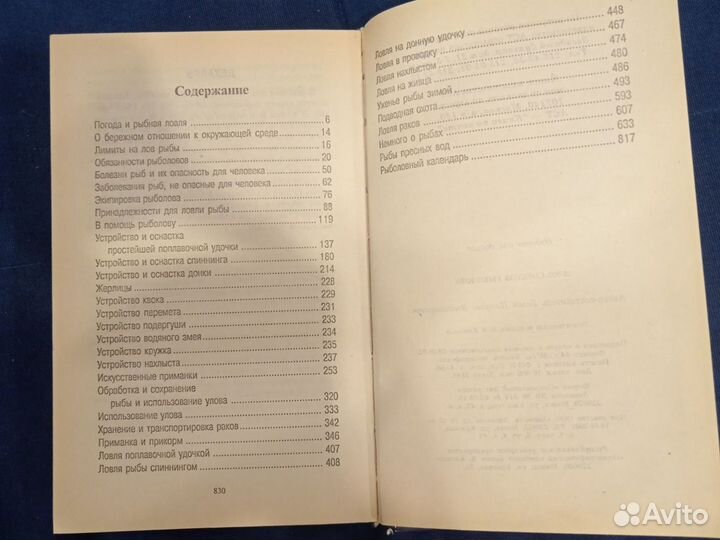 Содержание
Погода и рыбная ловля 6
О бережном отношении к окружающей среде 14
Лимиты на лов рыбы 16
Обязанности рыболовов 20
Болезни рыб и их опасность для человека 50
Заболевания рыб, не опасные для человека 62
Экипировка рыболова 76
Принадлежности для ловли рыбы 88
В помощь рыболову 119
Устройство и оснастка
простейшей поплавочной удочки 137
Устройство и оснастка спиннинга 180
Устройство и оснастка донки 214
Жерлицы 228
Устройство квока 229
Устройство перемета 231
Устройство подергуши 233
Устройство водяного змея 234
Устройство кружка 235
Устройство нахлыста 237
Искусственные приманки 253
Обработка и сохранение
рыбы и использование улова 320
Использование улова 333
Хранение и транспортировка раков 342
Приманка и прикорм 346
Ловля поплавочной удочкой 407
Ловля рыбы спиннингом 408
830
Ловля на донную удочку 448
Ловля в проводку 467
Ловля нахлыстом 474
Ловля на живца 480
Уженье рыбы зимой 486
Подводная охота 493
Ловля раков 593
Немного о рыбах 607
Рыбы пресных вод 633
Рыболовный календарь 817
Avito